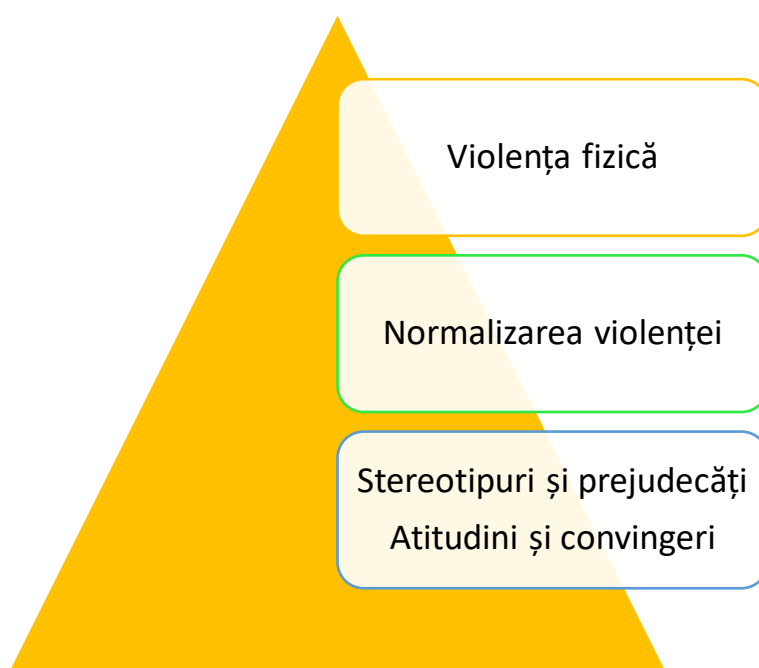 Violența fizică
Normalizarea violenței
Stereotipuri și prejudecăți
Atitudini și convingeri